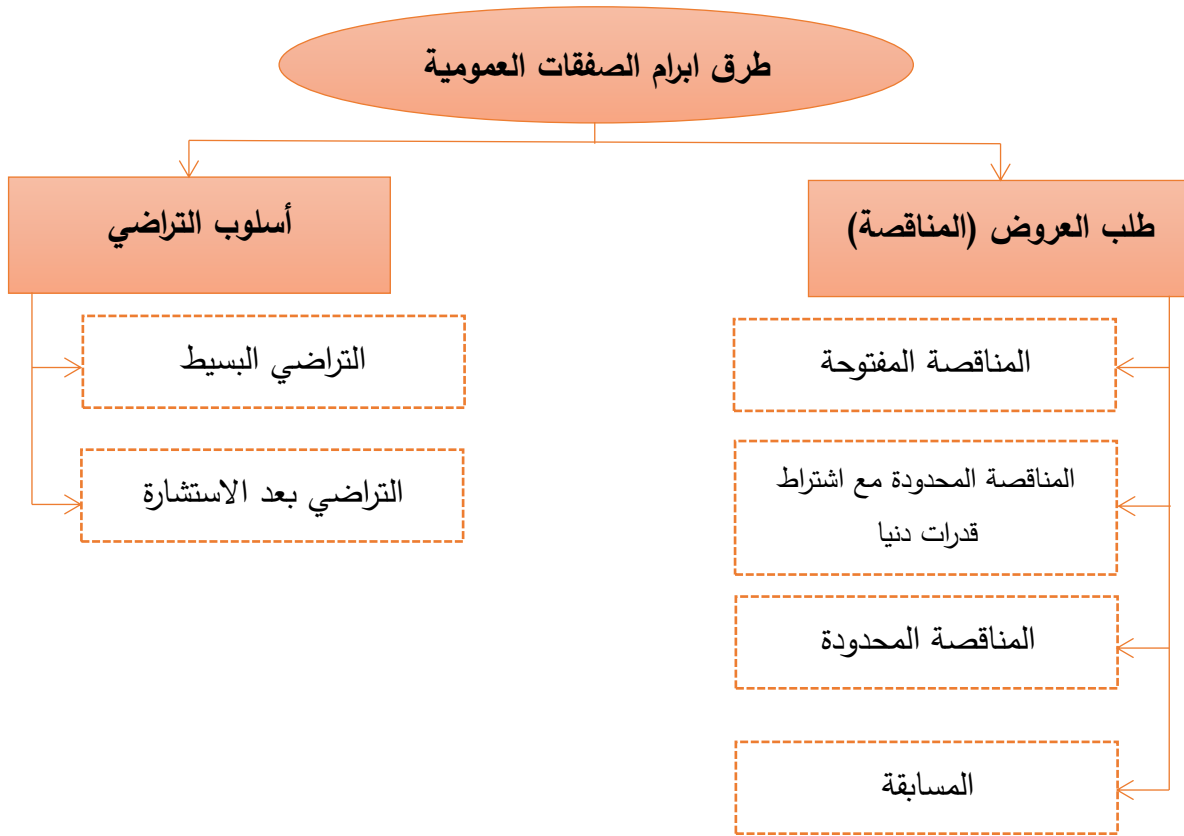 طرق ابرام الصفقات العمومية
طلب العروض (المناقصة)
المناقصة المفتوحة
المناقصة المحدودة مع اشتراط
قدرات دنيا
المناقصة المحدودة
المسابقة
أسلوب التراضي
التراضي البسيط
التراضي بعد الاستشارة